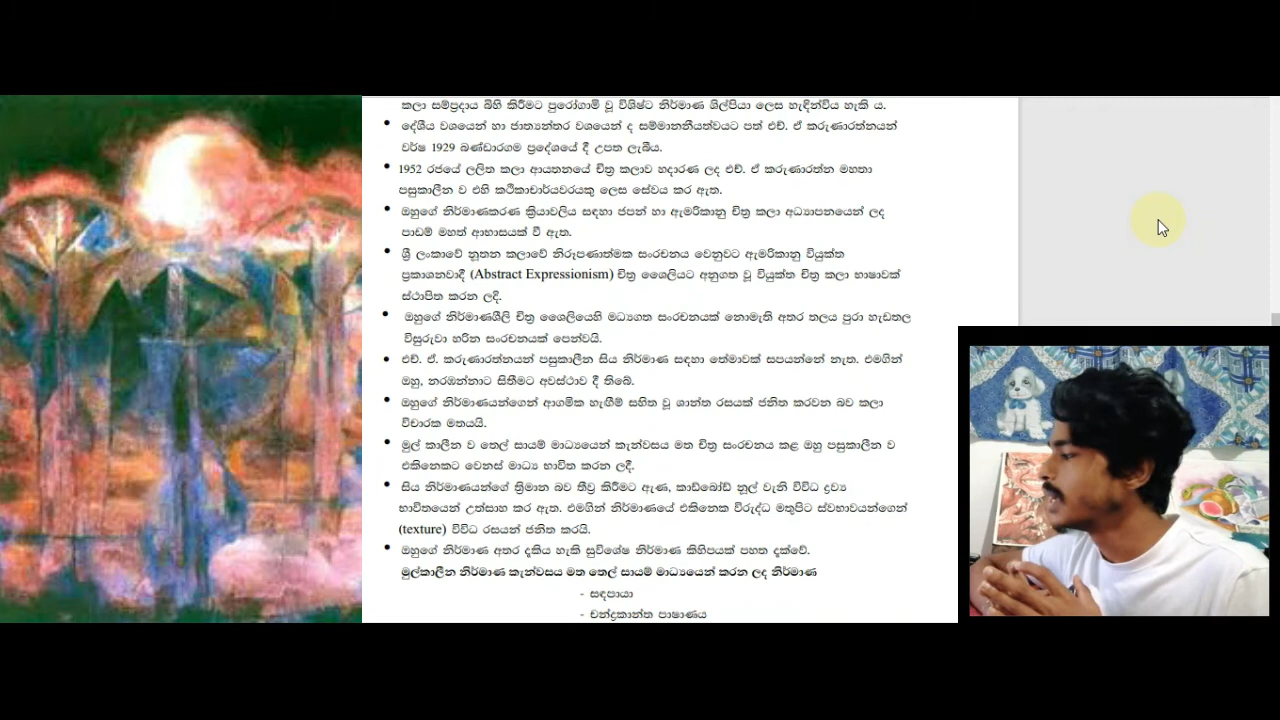 කලා සම්ප්‍රදාය බිහි කිරීමට පුරෝගාමි වූ විශිෂ්ට නිර්මාණ ශිල්පියා ලෙස හැඳින්විය හැකි ය.
• දේශීය වශයෙන් හා ජාත්‍යන්තර වශයෙන් ද සම්මානනීයත්වයට පත් එච්. ඒ කරුණාරත්නයන්
වර්ෂ 1929 බණ්ඩාරගම ප්‍රදේශයේ දී උපත ලැබීය.
• 1952 රජයේ ලලිත කලා ආයතනයේ චිත්‍ර කලාව හදාරණ ලද එච්. ඒ කරුණාරත්න මහතා
පසුකාලීන ව එහි කථිකාචාර්යවරයකු ලෙස සේවය කර ඇත.
• ඔහුගේ නිර්මාණකරණ ක්‍රියාවලිය සඳහා ජපන් හා ඇමරිකානු චිත්‍ර කලා අධ්‍යාපනයෙන් ලද
පාඩම් මහත් ආභාසයක් වී ඇත.
• ශ්‍රී ලංකාවේ නූතන කලාවේ නිරූපණාත්මක සංරචනය වෙනුවට ඇමරිකානු වියුක්ත
ප්‍රකාශනවාදී (Abstract Expressionism) චිත්‍ර ශෛලියට අනුගත වූ වියුක්ත චිත්‍ර කලා භාෂාවක්
ස්ථාපිත කරන ලදි.
• ඔහුගේ නිර්මාණශීලි චිත්‍ර ශෛලියෙහි මධ්‍යගත සංරචනයක් නොමැති අතර තලය පුරා හැඩතල
විසුරුවා හරින සංරචනයක් පෙන්වයි.
• එච්. ඒ. කරුණාරත්නයන් පසුකාලීන සිය නිර්මාණ සඳහා තේමාවක් සපයන්නේ නැත. එමගින්
ඔහු, නරඹන්නාට සිතීමට අවස්ථාව දී තිබේ.
• ඔහුගේ නිර්මාණයන්ගෙන් ආගමික හැඟීම් සහිත වූ ශාන්ත රසයක් ජනිත කරවන බව කලා
විචාරක මතයයි.
• මුල් කාලීන ව තෙල් සායම් මාධ්‍යයෙන් කැන්වසය මත චිත්‍ර සංරචනය කළ ඔහු පසුකාලීන ව
එකිනෙකට වෙනස් මාධ්‍ය භාවිත කරන ලදී.
• සිය නිර්මාණයන්ගේ ත්‍රිමාන බව තීව්‍ර කිරීමට ඇණ, කාඩ්බෝඩ් නූල් වැනි විවිධ ද්‍රව්‍ය
භාවිතයෙන් උත්සාහ කර ඇත. එමගින් නිර්මාණයේ එකිනෙක විරුද්ධ මතුපිට ස්වභාවයන්ගෙන්
(texture) විවිධ රසයන් ජනිත කරයි.
• ඔහුගේ නිර්මාණ අතර දැකිය හැකි සුවිශේෂ නිර්මාණ කිහිපයක් පහත දැක්වේ.
මුල්කාලීන නිර්මාණ කැන්වසය මත තෙල් සායම් මාධ්‍යයෙන් කරන ලද නිර්මාණ
- සඳපායා
- චන්ද්‍රකාන්ත පාෂාණය